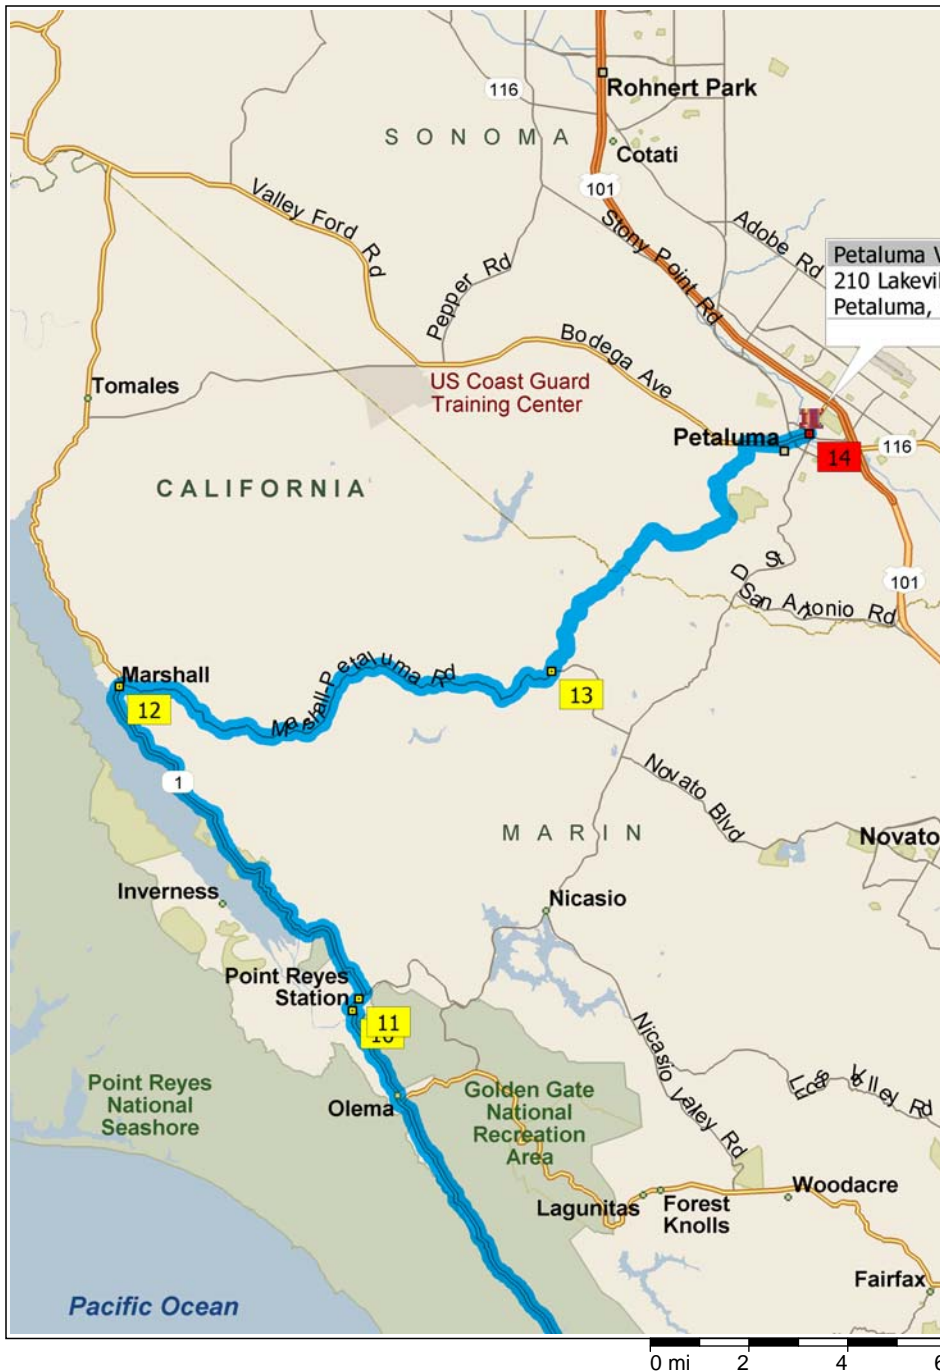 116
Rohnert Park
SONOMA
Cotati
101
Valley Ford Rd
Stony Point Rd
Adobe Rd
Pepper Rd
Petaluma V
210 Lakevil
Petaluma,
Bodega Ave
Tomales
US Coast Guard
Training Center
Petaluma
116
14
CALIFORNIA
D St
San Antonio Rd
101
Marshall
Marshall-Petaluma Rd
12
13
1
Novato Blvd
MARIN
Novato
Inverness
Nicasio
Point Reyes
Station
11
10
Nicasio Valley Rd
Lucas Valley Rd
Point Reyes
National
Seashore
Olema
Golden Gate
National
Recreation
Area
Lagunitas
Forest
Knolls
Woodacre
Fairfax
Pacific Ocean
0 mi 2 4 6